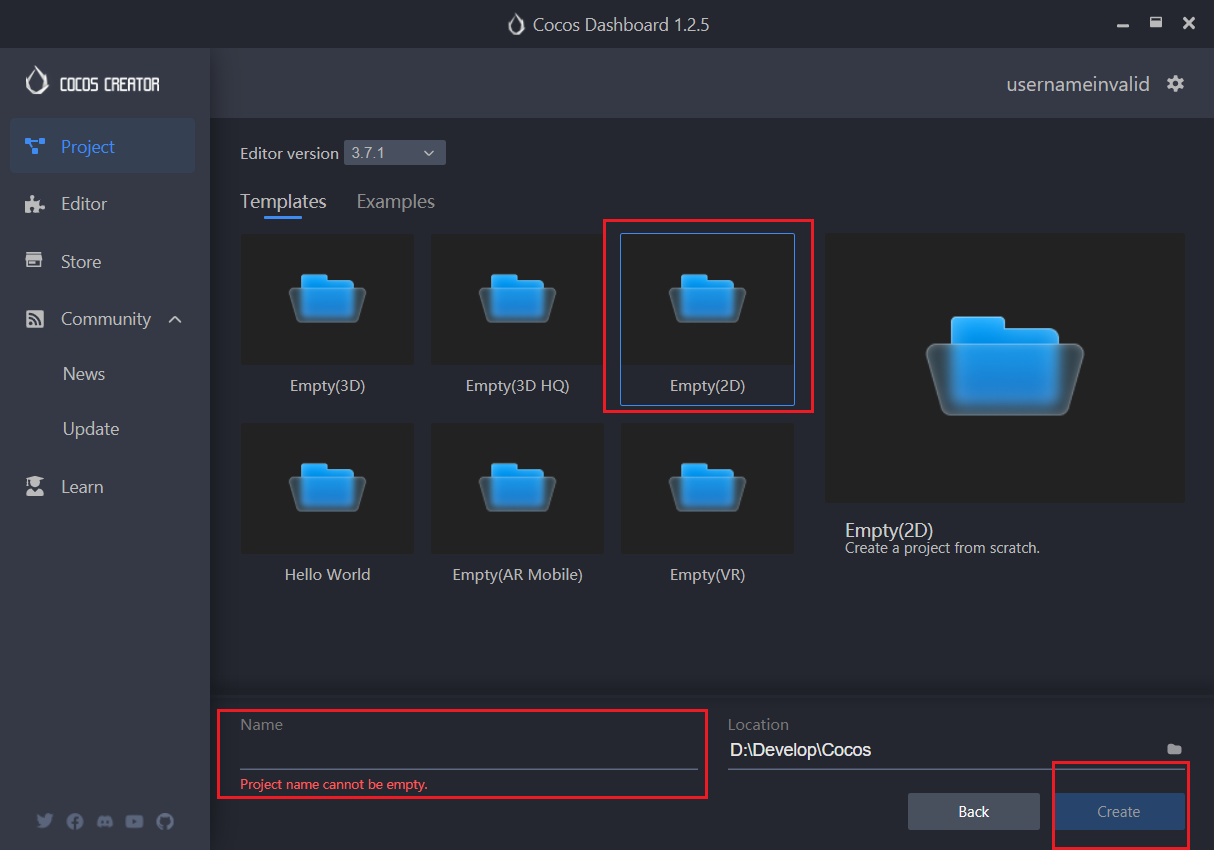 Cocos Dashboard 1.2.5
COCOS CREATOR
usernameinvalid
Project
Editor
Store
Community
News
Update
Learn
Editor version 3.7.1
Templates Examples
Empty(3D) Empty(3D HQ) Empty(2D)
Hello World Empty(AR Mobile) Empty(VR)
Empty(2D)
Create a project from scratch.
Name
Project name cannot be empty.
Location
D:\Develop\Cocos
Back Create